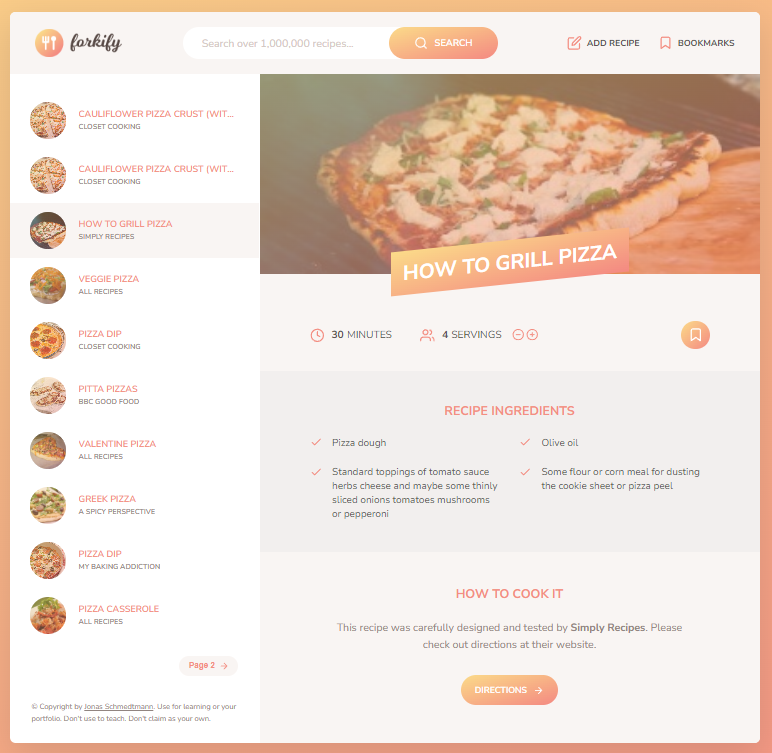 forkify
Search over 1,000,000 recipes...
SEARCH
ADD RECIPE
BOOKMARKS
CAULIFLOWER PIZZA CRUST (WIT...
CLOSET COOKING
CAULIFLOWER PIZZA CRUST (WIT...
CLOSET COOKING
HOW TO GRILL PIZZA
SIMPLY RECIPES
VEGGIE PIZZA
ALL RECIPES
PIZZA DIP
CLOSET COOKING
PITTA PIZZAS
BBC GOOD FOOD
VALENTINE PIZZA
ALL RECIPES
GREEK PIZZA
A SPICY PERSPECTIVE
PIZZA DIP
MY BAKING ADDICTION
PIZZA CASSEROLE
ALL RECIPES
Page 2
© Copyright by Jonas Schmedtmann. Use for learning or your
portfolio. Don't use to teach. Don't claim as your own.
HOW TO GRILL PIZZA
30 MINUTES
4 SERVINGS
RECIPE INGREDIENTS
Pizza dough
Olive oil
Standard toppings of tomato sauce
herbs cheese and maybe some thinly
sliced onions tomatoes mushrooms
or pepperoni
Some flour or corn meal for dusting
the cookie sheet or pizza peel
HOW TO COOK IT
This recipe was carefully designed and tested by Simply Recipes. Please
check out directions at their website.
DIRECTIONS